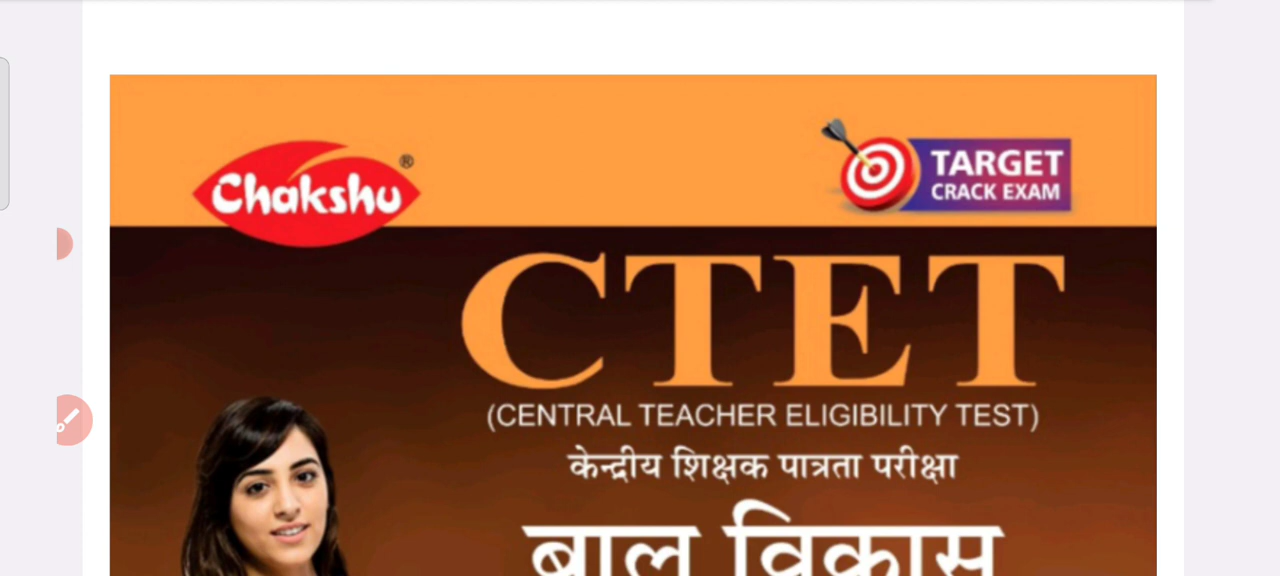 Chakshu®
TARGET
CRACK EXAM
CTET
(CENTRAL TEACHER ELIGIBILITY TEST)
केन्द्रीय शिक्षक पात्रता परीक्षा
बाल विकास